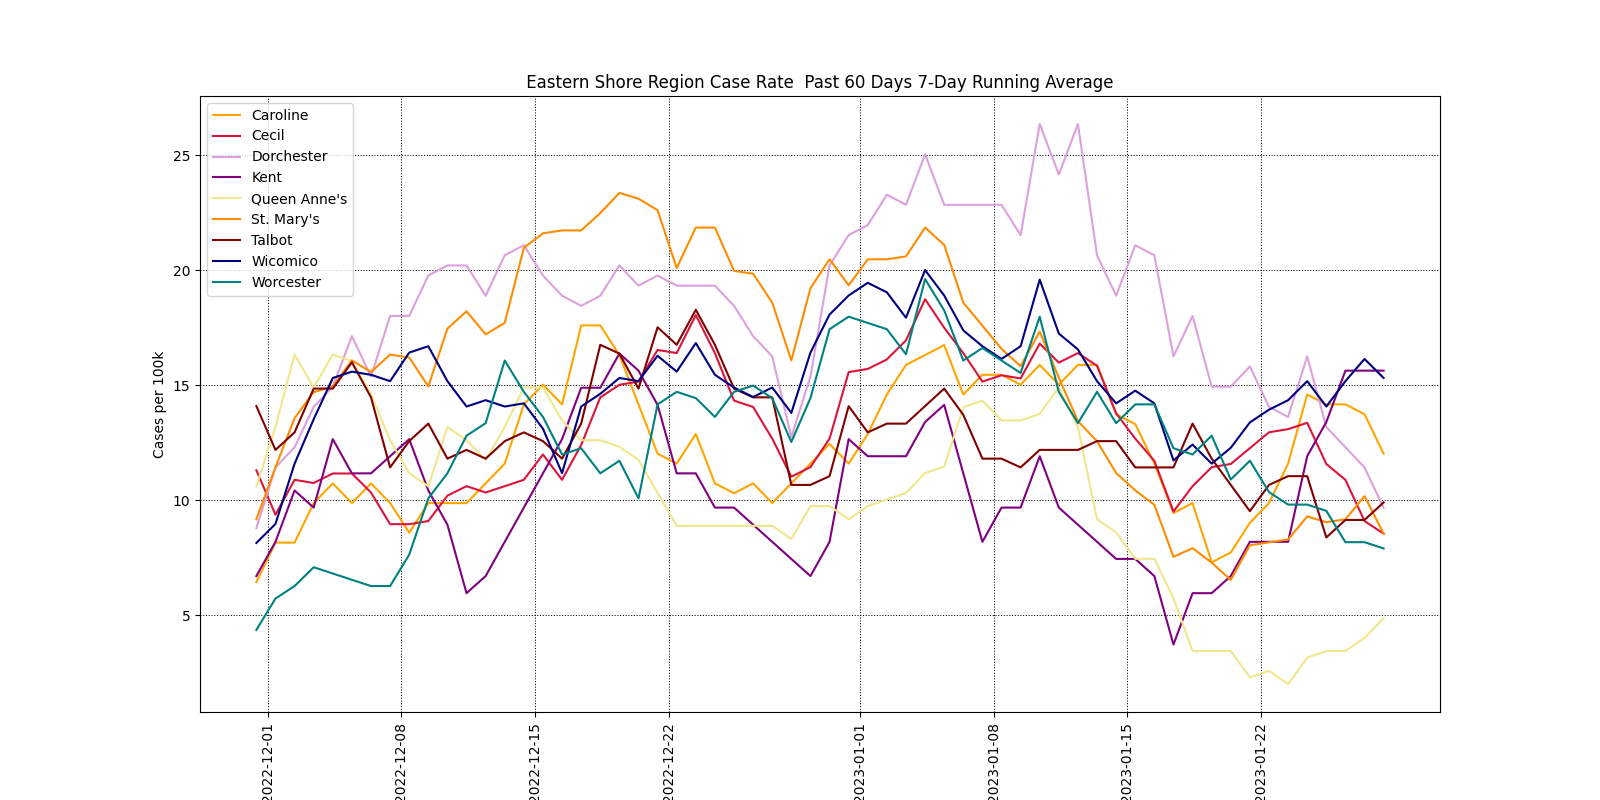 Eastern Shore Region Case Rate  Past 60 Days 7-Day Running Average
Caroline
Cecil
Dorchester
Kent
Queen Anne's
St. Mary's
Talbot
Wicomico
Worcester
Cases per 100k
25
20
15
10
5
2022-12-01
2022-12-08
2022-12-15
2022-12-22
2023-01-01
2023-01-08
2023-01-15
2023-01-22